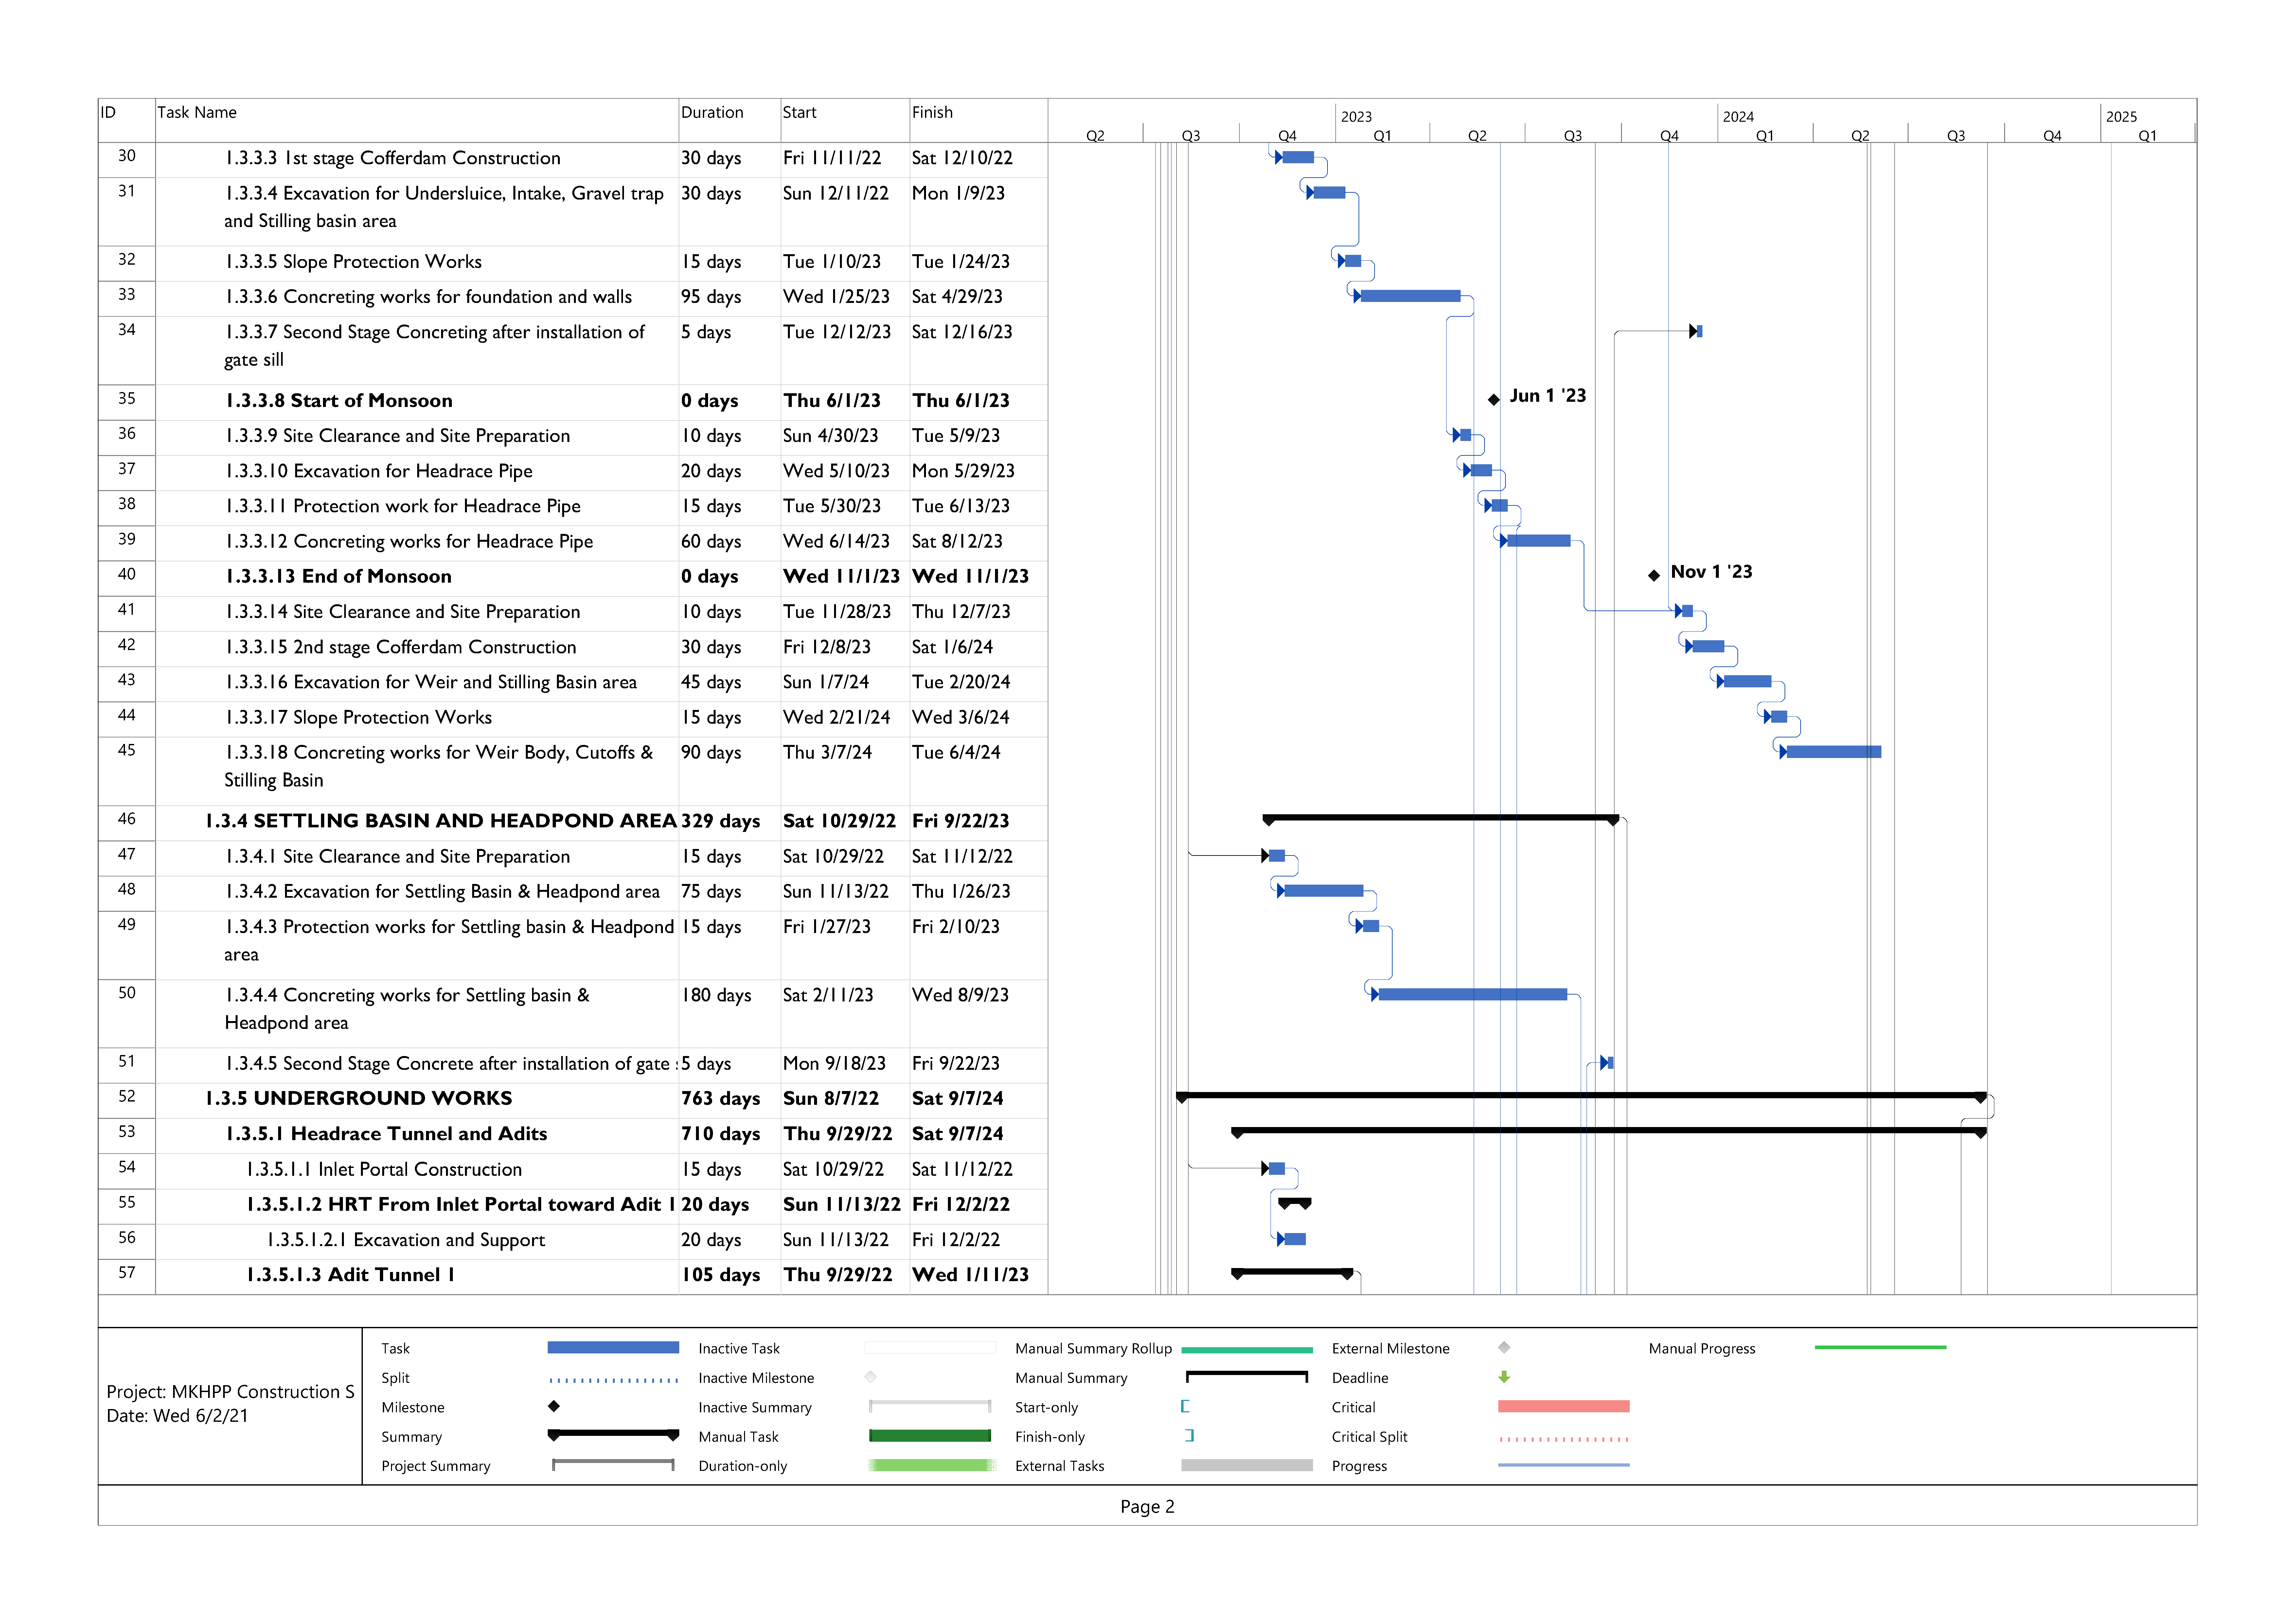 ID Task Name Duration Start Finish
2023 2024 2025
Q2 Q3 Q4 Q1 Q2 Q3 Q4 Q1 Q2 Q3 Q4 Q1
30 1.3.3.3 1st stage Cofferdam Construction 30 days Fri 11/11/22 Sat 12/10/22
31 1.3.3.4 Excavation for Undersluice, Intake, Gravel trap 30 days Sun 12/11/22 Mon 1/9/23
and Stilling basin area
32 1.3.3.5 Slope Protection Works 15 days Tue 1/10/23 Tue 1/24/23
33 1.3.3.6 Concreting works for foundation and walls 95 days Wed 1/25/23 Sat 4/29/23
34 1.3.3.7 Second Stage Concreting after installation of 5 days Tue 12/12/23 Sat 12/16/23
gate sill
35 1.3.3.8 Start of Monsoon 0 days Thu 6/1/23 Thu 6/1/23 Jun 1 '23
36 1.3.3.9 Site Clearance and Site Preparation 10 days Sun 4/30/23 Tue 5/9/23
37 1.3.3.10 Excavation for Headrace Pipe 20 days Wed 5/10/23 Mon 5/29/23
38 1.3.3.11 Protection work for Headrace Pipe 15 days Tue 5/30/23 Tue 6/13/23
39 1.3.3.12 Concreting works for Headrace Pipe 60 days Wed 6/14/23 Sat 8/12/23
40 1.3.3.13 End of Monsoon 0 days Wed 11/1/23 Wed 11/1/23 Nov 1 '23
41 1.3.3.14 Site Clearance and Site Preparation 10 days Tue 11/28/23 Thu 12/7/23
42 1.3.3.15 2nd stage Cofferdam Construction 30 days Fri 12/8/23 Sat 1/6/24
43 1.3.3.16 Excavation for Weir and Stilling Basin area 45 days Sun 1/7/24 Tue 2/20/24
44 1.3.3.17 Slope Protection Works 15 days Wed 2/21/24 Wed 3/6/24
45 1.3.3.18 Concreting works for Weir Body, Cutoffs & 90 days Thu 3/7/24 Tue 6/4/24
Stilling Basin
46 1.3.4 SETTLING BASIN AND HEADPOND AREA 329 days Sat 10/29/22 Fri 9/22/23
47 1.3.4.1 Site Clearance and Site Preparation 15 days Sat 10/29/22 Sat 11/12/22
48 1.3.4.2 Excavation for Settling Basin & Headpond area 75 days Sun 11/13/22 Thu 1/26/23
49 1.3.4.3 Protection works for Settling basin & Headpond 15 days Fri 1/27/23 Fri 2/10/23
area
50 1.3.4.4 Concreting works for Settling basin & 180 days Sat 2/11/23 Wed 8/9/23
Headpond area
51 1.3.4.5 Second Stage Concrete after installation of gate 5 days Mon 9/18/23 Fri 9/22/23
52 1.3.5 UNDERGROUND WORKS 763 days Sun 8/7/22 Sat 9/7/24
53 1.3.5.1 Headrace Tunnel and Adits 710 days Thu 9/29/22 Sat 9/7/24
54 1.3.5.1.1 Inlet Portal Construction 15 days Sat 10/29/22 Sat 11/12/22
55 1.3.5.1.2 HRT From Inlet Portal toward Adit 1 20 days Sun 11/13/22 Fri 12/2/22
56 1.3.5.1.2.1 Excavation and Support 20 days Sun 11/13/22 Fri 12/2/22
57 1.3.5.1.3 Adit Tunnel 1 105 days Thu 9/29/22 Wed 1/11/23
Project: MKHPP Construction S
Date: Wed 6/2/21
Task Inactive Task Manual Summary Rollup External Milestone Manual Progress
Split Inactive Milestone Manual Summary Deadline
Milestone Inactive Summary Start-only Critical
Summary Manual Task Finish-only Critical Split
Project Summary Duration-only External Tasks Progress
Page 2